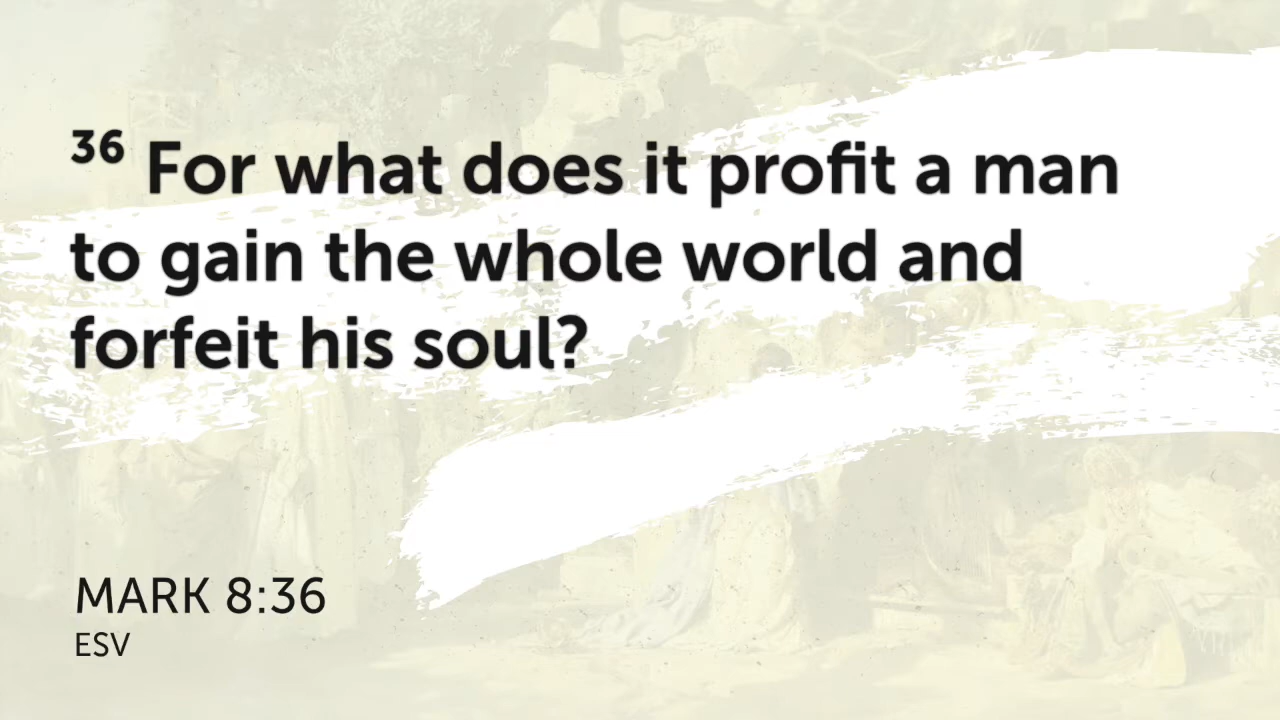 36 For what does it profit a man
to gain the whole world and
forfeit his soul?
MARK 8:36
ESV